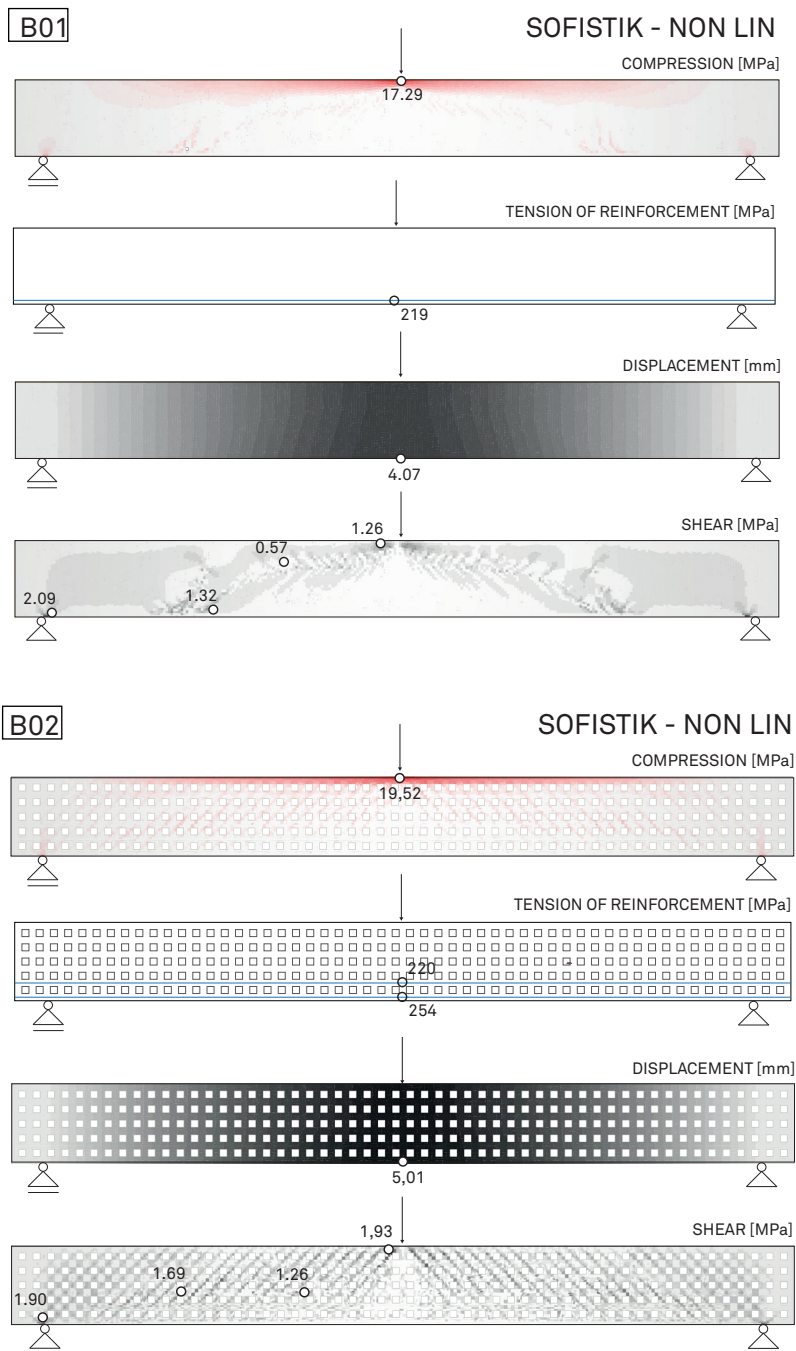 B01
SOFISTIK - NON LIN
COMPRESSION [MPa]
17.29
TENSION OF REINFORCEMENT [MPa]
219
DISPLACEMENT [mm]
4.07
SHEAR [MPa]
1.26
0.57
2.09
1.32
B02
SOFISTIK - NON LIN
COMPRESSION [MPa]
19,52
TENSION OF REINFORCEMENT [MPa]
220
254
DISPLACEMENT [mm]
5,01
SHEAR [MPa]
1,93
1.69
1.26
1.90